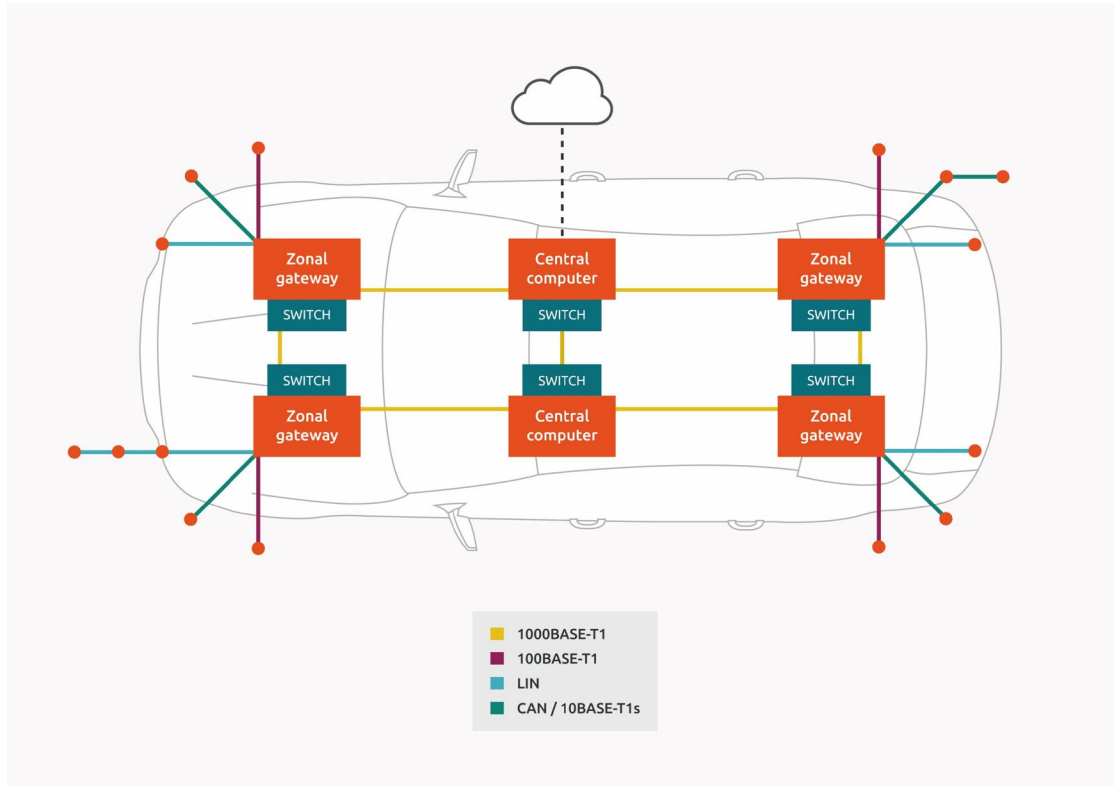 Zonal
gateway
Central
computer
Zonal
gateway
SWITCH
SWITCH
SWITCH
SWITCH
SWITCH
SWITCH
Zonal
gateway
Central
computer
Zonal
gateway
1000BASE-T1
100BASE-T1
LIN
CAN / 10BASE-T1s